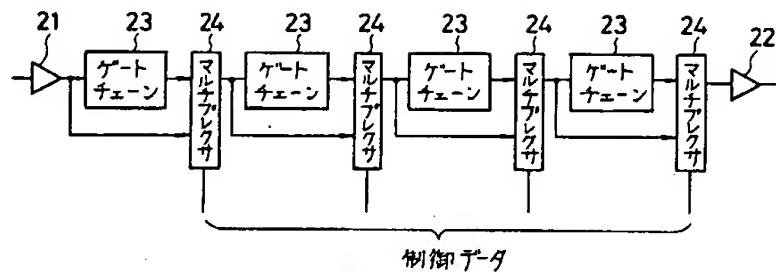 21 23 24 23 24 23 24 23 24 22
ゲート
チェーン
マルチプレクサ
ゲート
チェーン
マルチプレクサ
ゲート
チェーン
マルチプレクサ
ゲート
チェーン
マルチプレクサ
制御データ